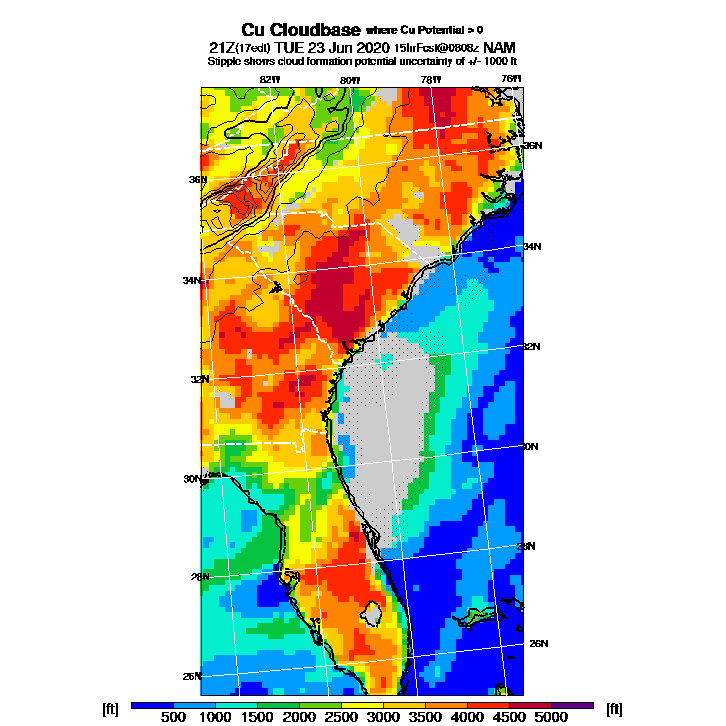 Cu Cloudbase where Cu Potential > 0
21Z(17edt) TUE 23 Jun 2020 15hrFcst@0808z NAM
Stipple shows cloud formation potential uncertainty of +/- 1000 ft
82W 80W 78W 76W
36N
36N
34N
34N
32N
32N
30N
30N
28N
28N
26N
26N
[ft] 500 1000 1500 2000 2500 3000 3500 4000 4500 5000 [ft]